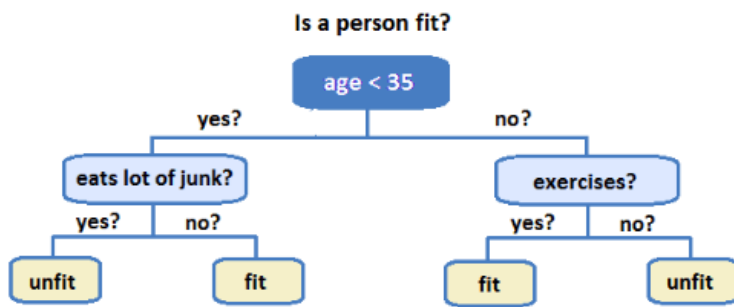 Is a person fit?
age < 35
yes? no?
eats lot of junk? exercises?
yes? no? yes? no?
unfit fit fit unfit